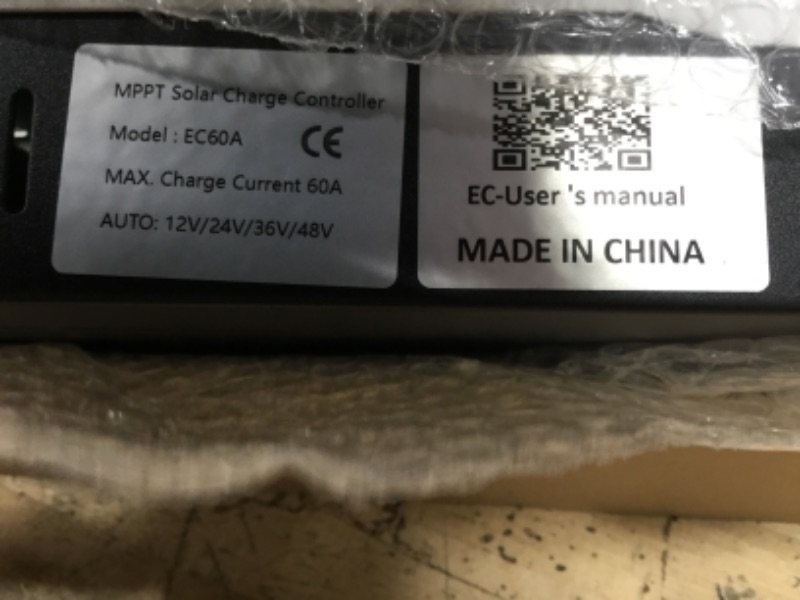 MPPT Solar Charge Controller
Model : EC60A CE
MAX. Charge Current 60A
AUTO: 12V/24V/36V/48V
EC-User 's manual
MADE IN CHINA